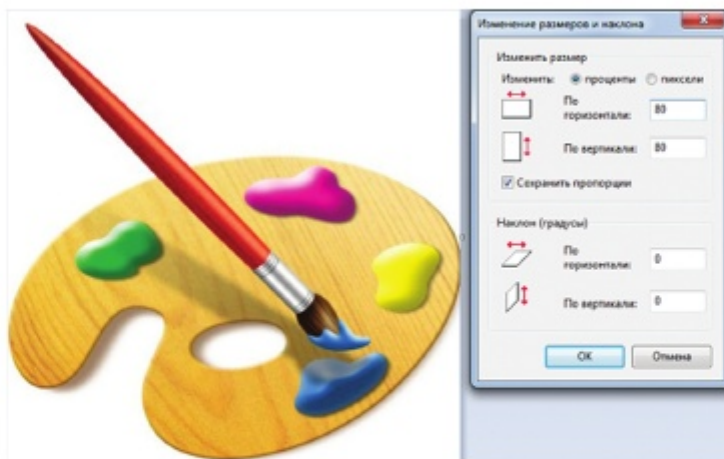 Изменение размеров и наклона
Изменить размер
Изменить: проценты пиксели
По
горизонтали: 80
По вертикали: 80
Сохранить пропорции
Наклон (градусы)
По
горизонтали: 0
По вертикали: 0
ОК Отмена